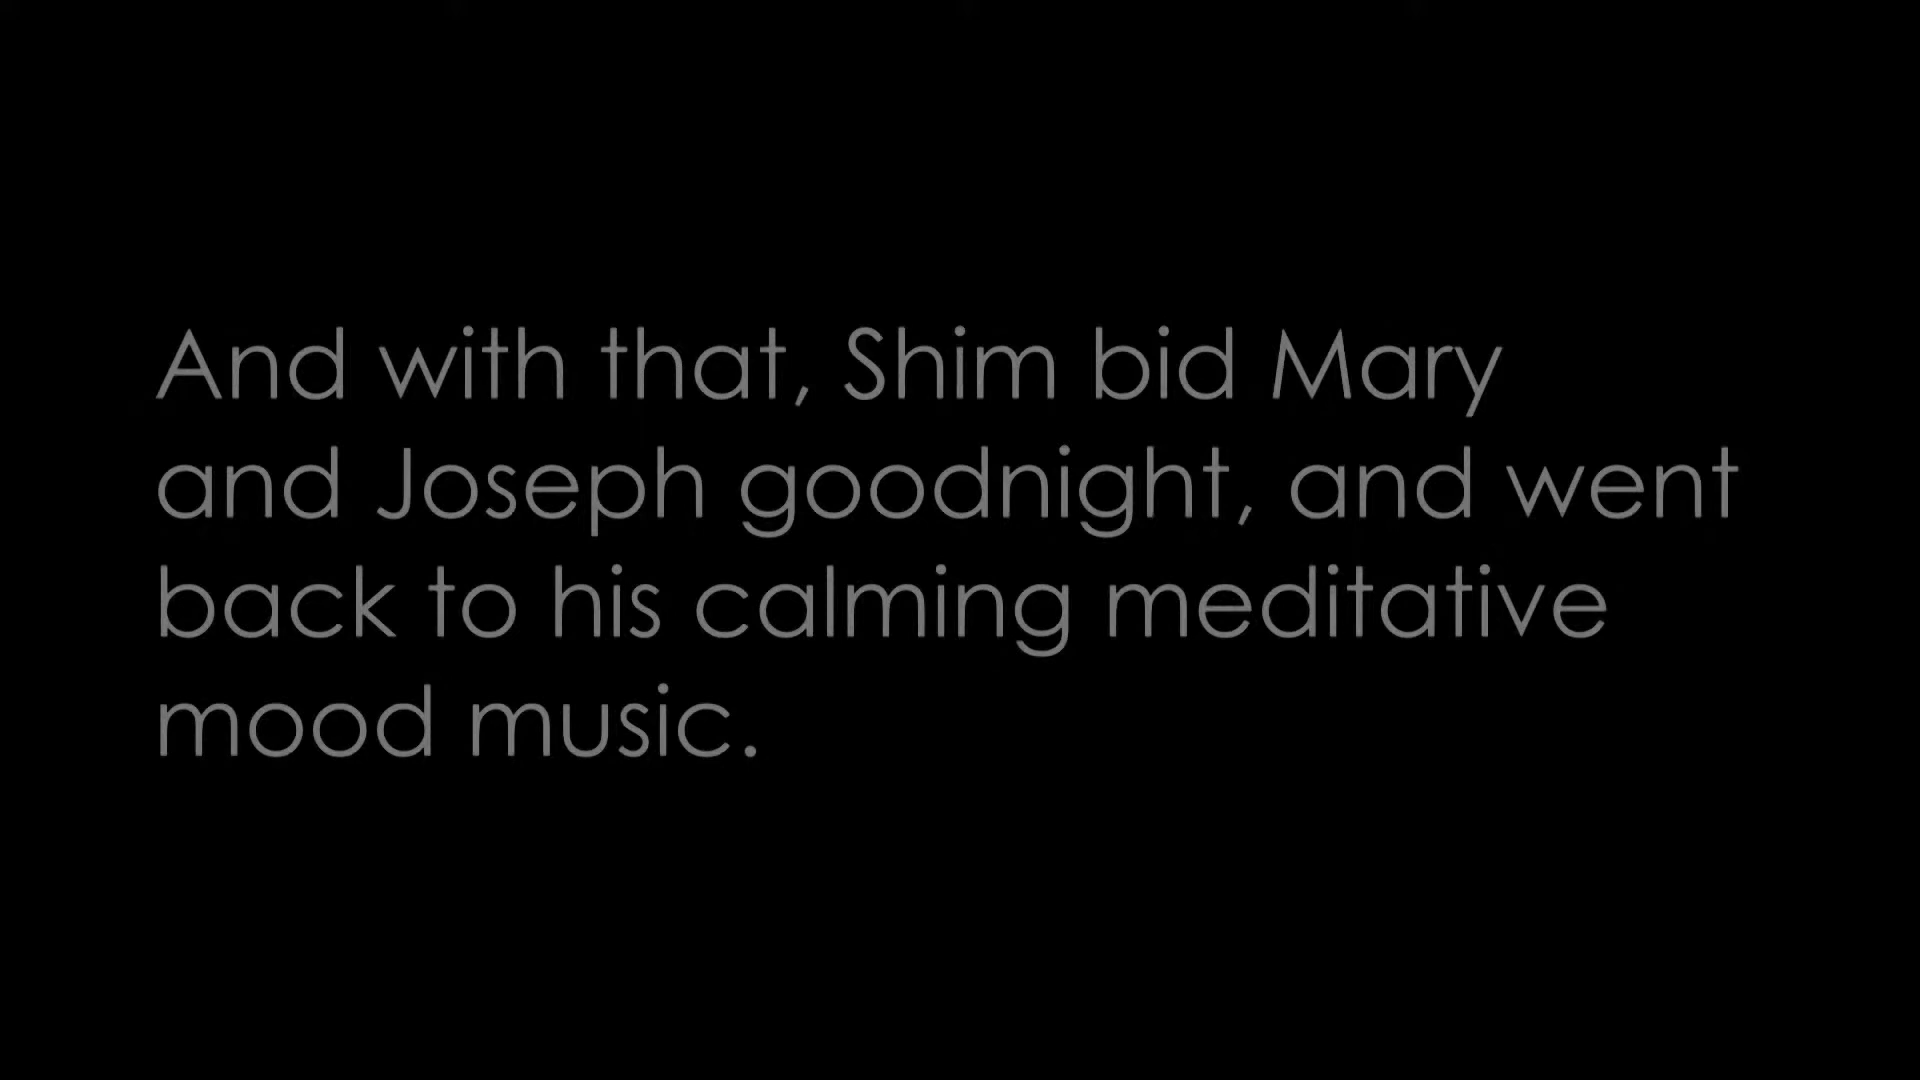 And with that, Shim bid Mary
and Joseph goodnight, and went
back to his calming meditative
mood music.